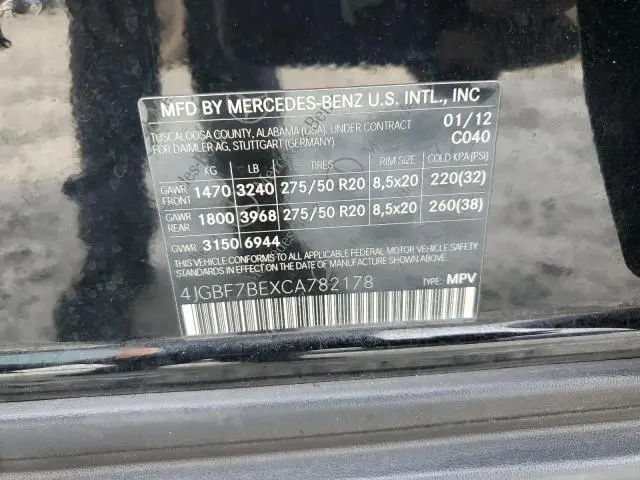 MFD BY MERCEDES-BENZ U.S. INTL., INC
TUSCALOOSA COUNTY, ALABAMA (USA), UNDER CONTRACT 01/12
FOR DAIMLER AG, STUTTGART (GERMANY) C040
KG LB TIRES RIM SIZE COLD KPA(PSI)
GAWR FRONT 1470 3240 275/50 R20 8,5x20 220(32)
GAWR REAR 1800 3968 275/50 R20 8,5x20 260(38)
GVWR 3150 6944
THIS VEHICLE CONFORMS TO ALL APPLICABLE FEDERAL MOTOR VEHICLE SAFETY
STANDARDS IN EFFECT ON THE DATE OF MANUFACTURE SHOWN ABOVE.
4JGBF7BEXCA782178 TYPE: MPV